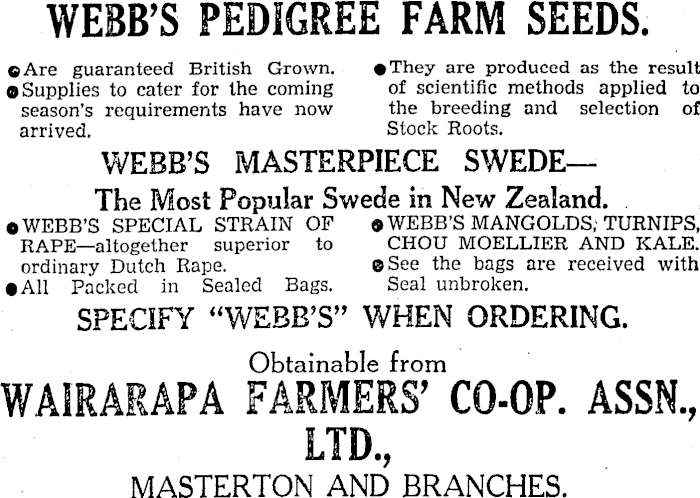 WEBB'S PEDIGREE FARM SEEDS.
● Are guaranteed British Grown.
● Supplies to cater for the coming
season's requirements have now
arrived.
● They are produced as the result
of scientific methods applied to
the breeding and selection of
Stock Roots.
WEBB'S MASTERPIECE SWEDE—
The Most Popular Swede in New Zealand.
● WEBB'S SPECIAL STRAIN OF
RAPE—altogether superior to
ordinary Dutch Rape.
● All Packed in Sealed Bags.
● WEBB'S MANGOLDS, TURNIPS,
CHOU MOELLIER AND KALE.
● See the bags are received with
Seal unbroken.
SPECIFY "WEBB'S" WHEN ORDERING.
Obtainable from
WAIRARAPA FARMERS' CO-OP. ASSN.,
LTD.,
MASTERTON AND BRANCHES.